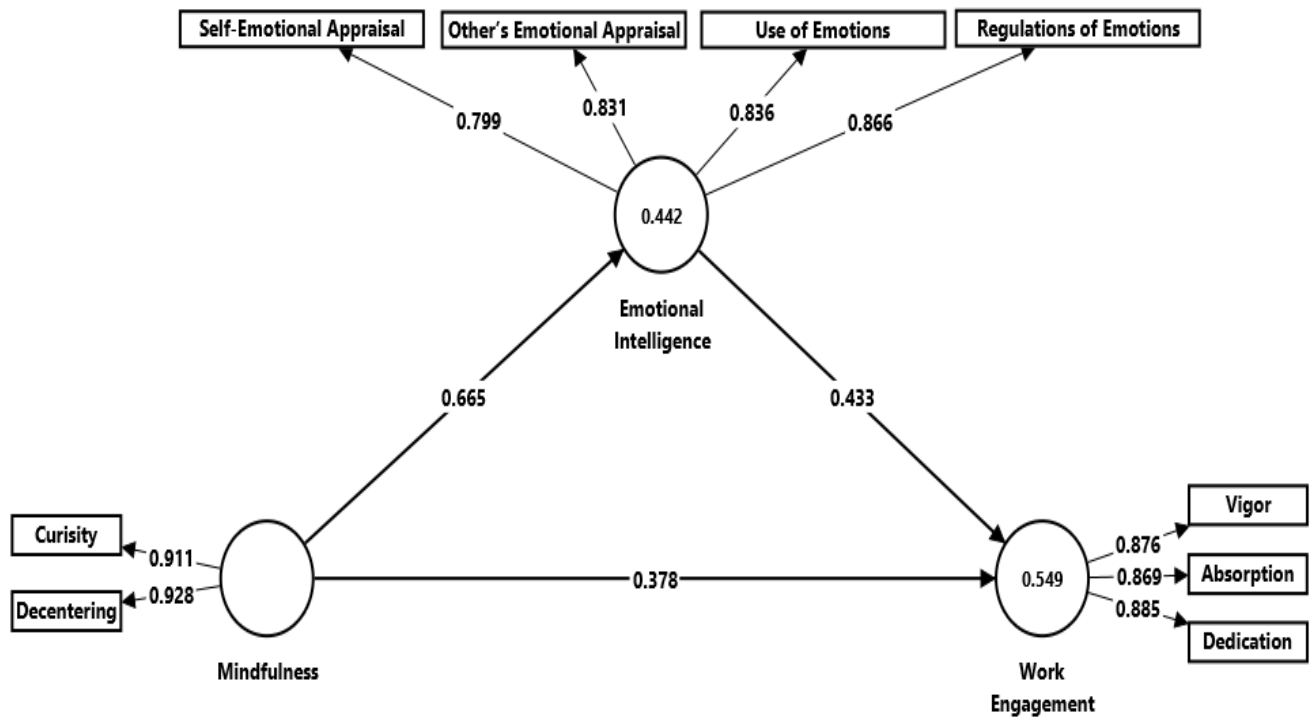 Self-Emotional Appraisal
Other's Emotional Appraisal
Use of Emotions
Regulations of Emotions
0.799
0.831
0.836
0.866
0.442
Emotional
Intelligence
0.665
0.433
Curisity
0.911
Decentering
0.928
Mindfulness
0.378
0.549
Work
Engagement
0.876
Vigor
0.869
Absorption
0.885
Dedication